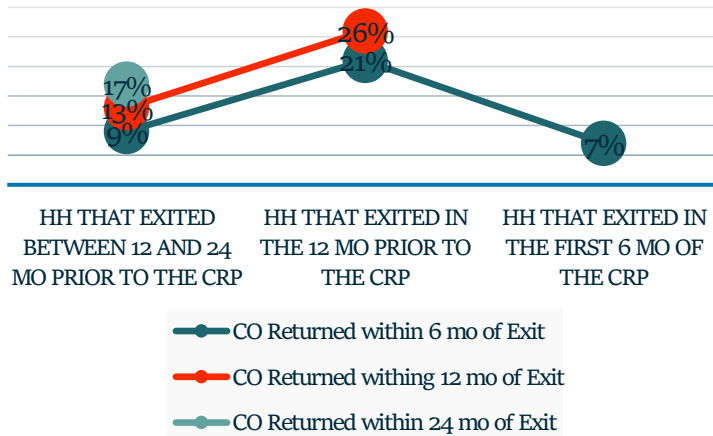 26%
21%
17%
13%
9%
7%
HH THAT EXITED
BETWEEN 12 AND 24
MO PRIOR TO THE CRP
HH THAT EXITED IN
THE 12 MO PRIOR TO
THE CRP
HH THAT EXITED IN
THE FIRST 6 MO OF
THE CRP
CO Returned within 6 mo of Exit
CO Returned withing 12 mo of Exit
CO Returned within 24 mo of Exit